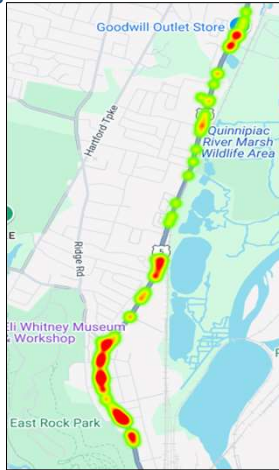 Goodwill Outlet Store
Hartford Tpke
Quinnipiac
River Marsh
Wildlife Area
5
E
Ridge Rd
Eli Whitney Museum
& Workshop
East Rock Park